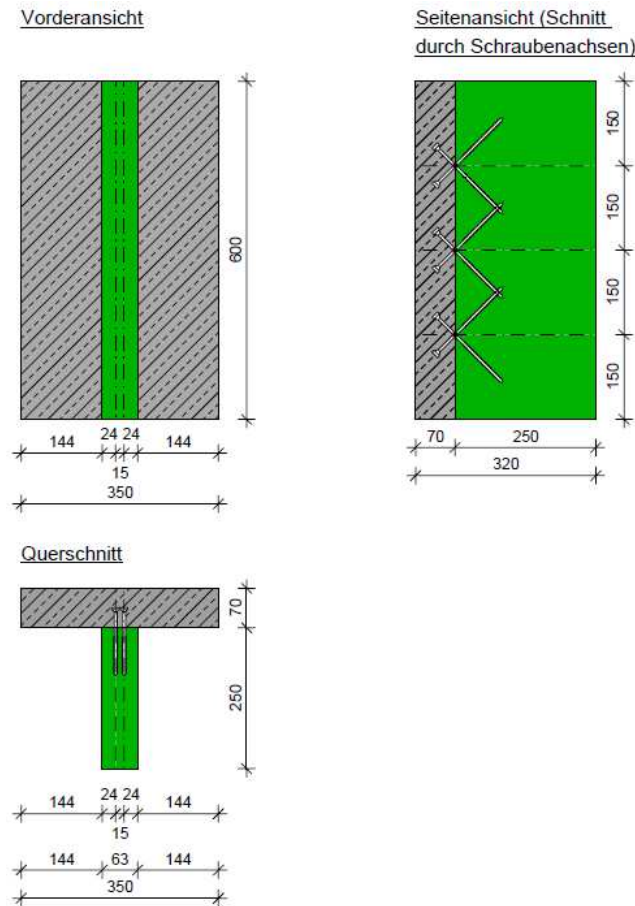 Vorderansicht
Seitenansicht (Schnitt
durch Schraubenachsen)
600
150
150
150
150
144 24 24 144
15
350
70 250
320
Querschnitt
70
250
144 24 24 144
15
144 63 144
350